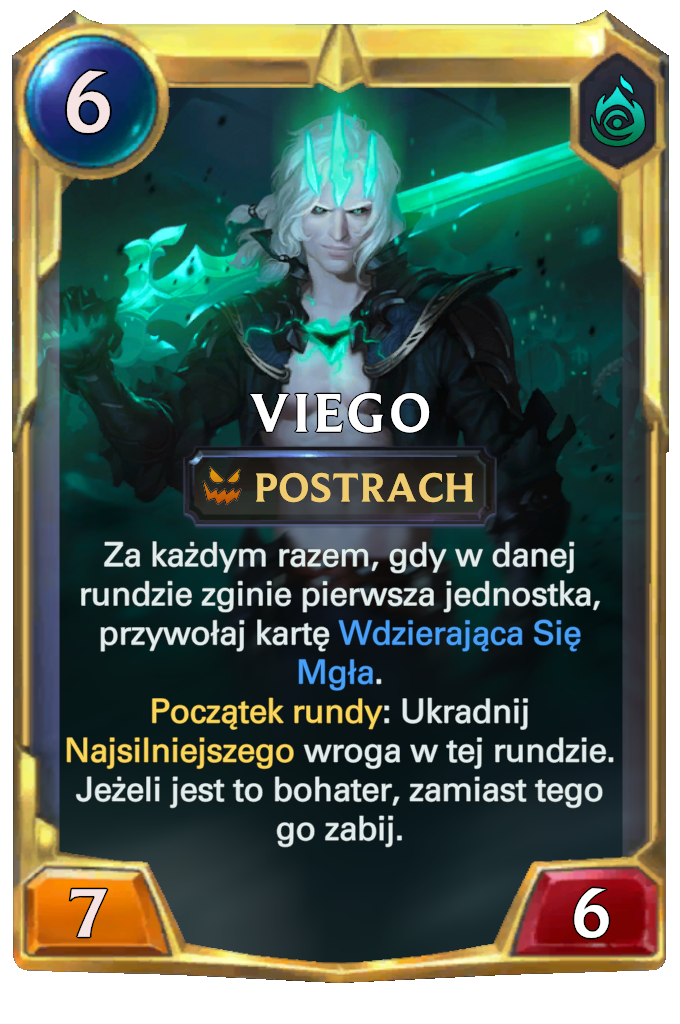 6
VIEGO
POSTRACH
Za każdym razem, gdy w danej
rundzie zginie pierwsza jednostka,
przywołaj kartę Wdzierająca Się
Mgła.
Początek rundy: Ukradnij
Najsilniejszego wroga w tej rundzie.
Jeżeli jest to bohater, zamiast tego
go zabij.
7
6